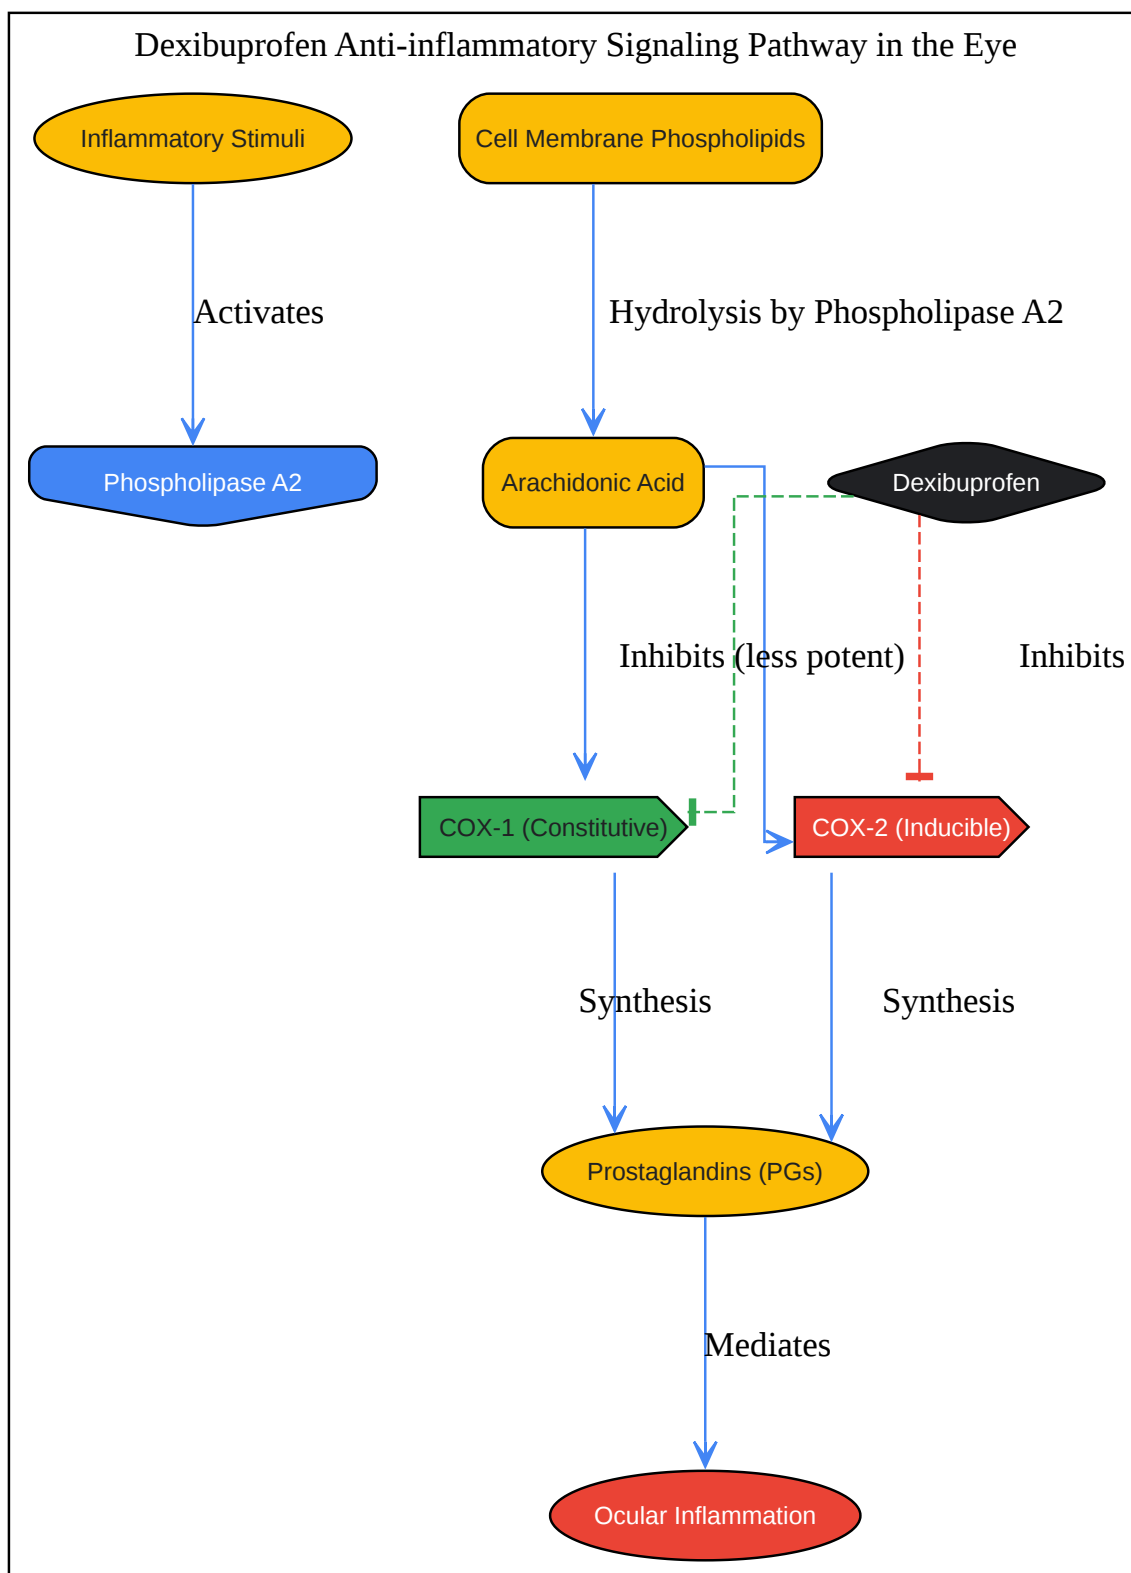 Dexibuprofen Anti-inflammatory Signaling Pathway in the Eye
Inflammatory Stimuli
Cell Membrane Phospholipids
Activates
Hydrolysis by Phospholipase A2
Phospholipase A2
Arachidonic Acid
Dexibuprofen
Inhibits (less potent)
Inhibits
COX-1 (Constitutive)
COX-2 (Inducible)
Synthesis
Synthesis
Prostaglandins (PGs)
Mediates
Ocular Inflammation